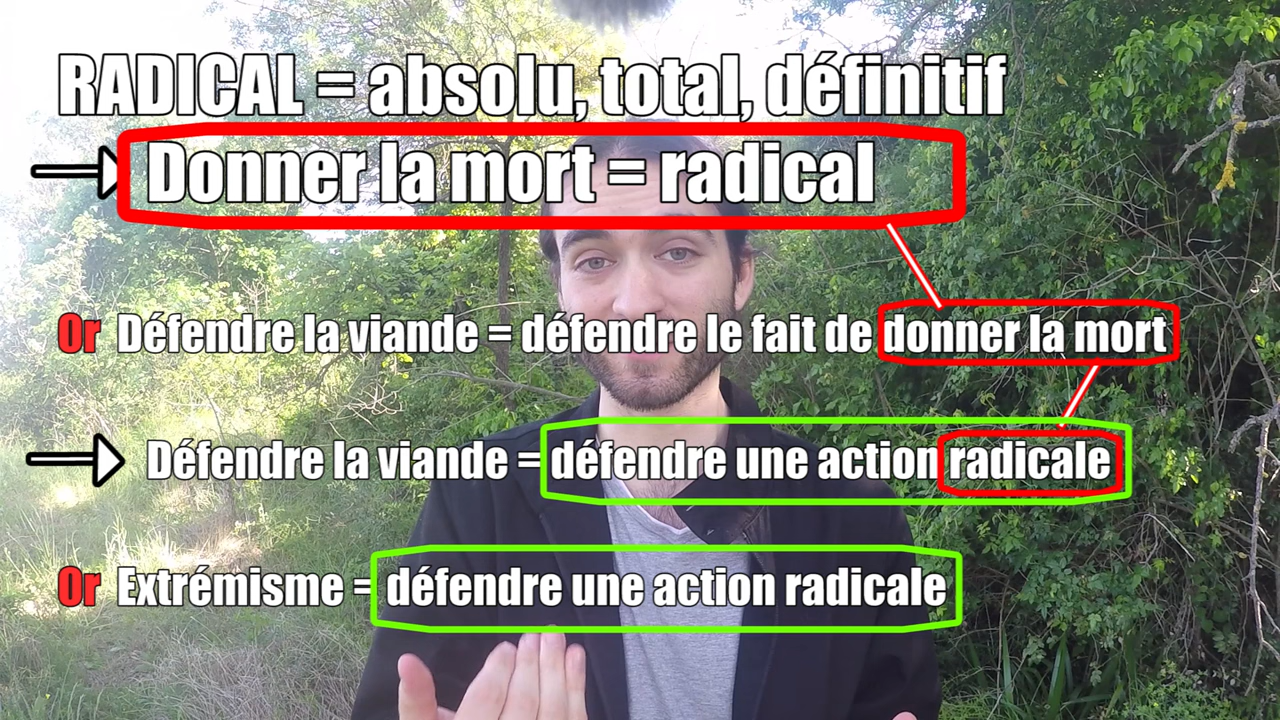 RADICAL = absolu, total, définitif
Donner la mort = radical
Or Défendre la viande = défendre le fait de donner la mort
Défendre la viande = défendre une action radicale
Or Extrémisme = défendre une action radicale